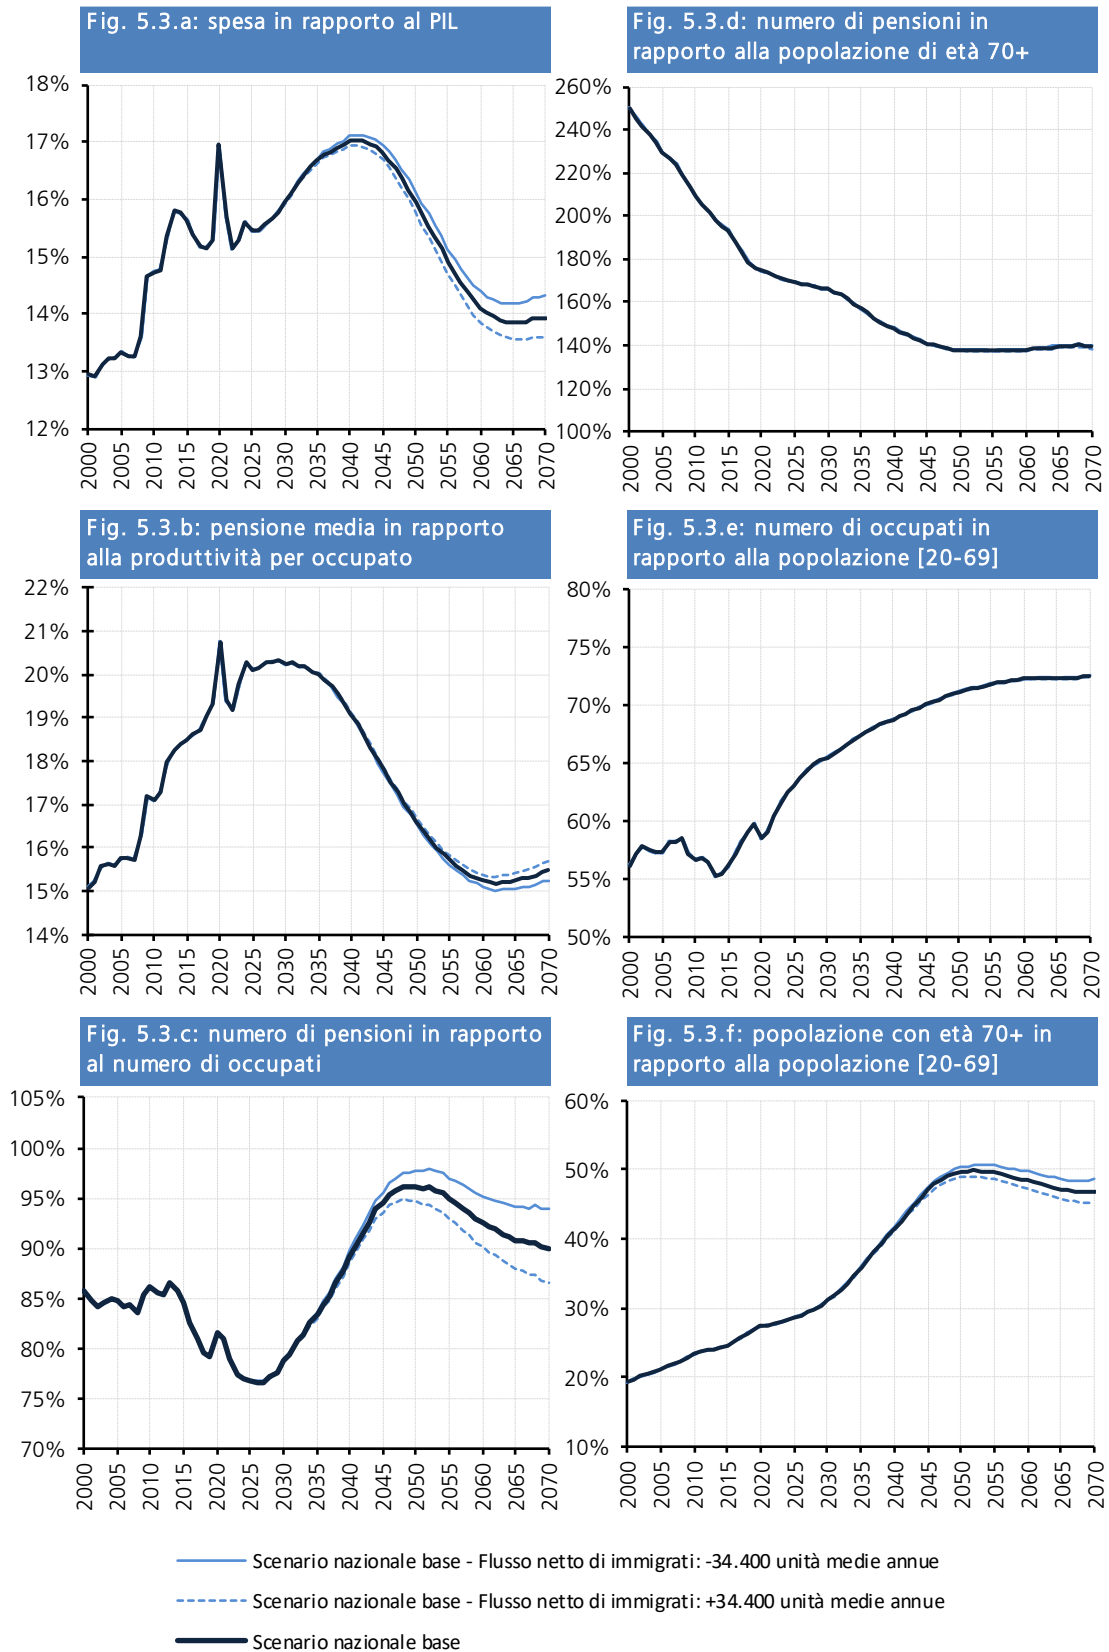 Fig. 5.3.a: spesa in rapporto al PIL
18%
17%
16%
15%
14%
13%
12%
2000 2005 2010 2015 2020 2025 2030 2035 2040 2045 2050 2055 2060 2065 2070
Fig. 5.3.d: numero di pensioni in
rapporto alla popolazione di età 70+
260%
240%
220%
200%
180%
160%
140%
120%
100%
2000 2005 2010 2015 2020 2025 2030 2035 2040 2045 2050 2055 2060 2065 2070
Fig. 5.3.b: pensione media in rapporto
alla produttività per occupato
22%
21%
20%
19%
18%
17%
16%
15%
14%
2000 2005 2010 2015 2020 2025 2030 2035 2040 2045 2050 2055 2060 2065 2070
Fig. 5.3.e: numero di occupati in
rapporto alla popolazione [20-69]
80%
75%
70%
65%
60%
55%
50%
2000 2005 2010 2015 2020 2025 2030 2035 2040 2045 2050 2055 2060 2065 2070
Fig. 5.3.c: numero di pensioni in rapporto
al numero di occupati
105%
100%
95%
90%
85%
80%
75%
70%
2000 2005 2010 2015 2020 2025 2030 2035 2040 2045 2050 2055 2060 2065 2070
Fig. 5.3.f: popolazione con età 70+ in
rapporto alla popolazione [20-69]
60%
50%
40%
30%
20%
10%
2000 2005 2010 2015 2020 2025 2030 2035 2040 2045 2050 2055 2060 2065 2070
Scenario nazionale base - Flusso netto di immigrati: -34.400 unità medie annue
Scenario nazionale base - Flusso netto di immigrati: +34.400 unità medie annue
Scenario nazionale base